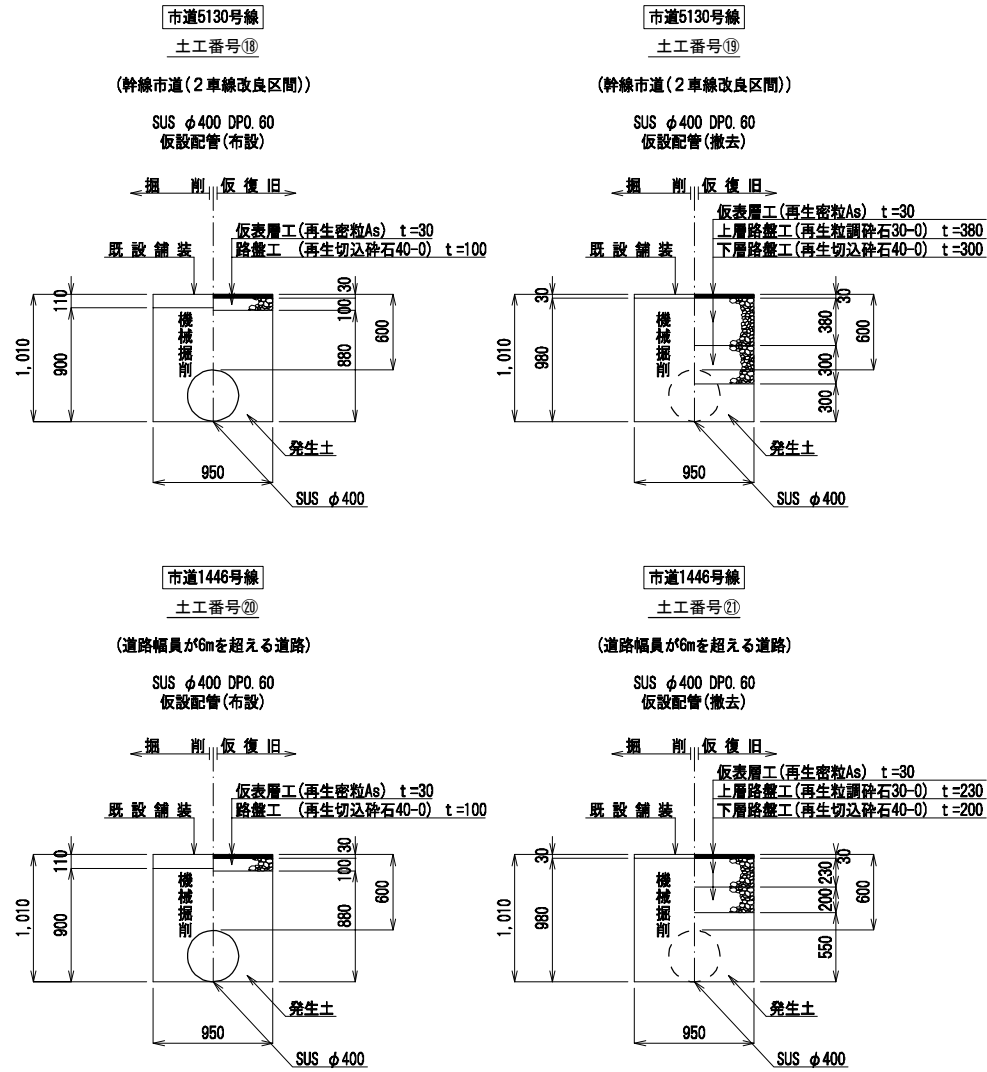 市道5130号線
土工番号⑱
(幹線市道(2車線改良区間))
SUS φ400 DP0.60
仮設配管(布設)
掘 削 仮復旧
仮表層工(再生密粒As) t=30
路盤工 (再生切込砕石40-0) t=100
既設舗装
機械掘削
110
900
1,010
30
100
880
600
発生土
950
SUS φ400
市道5130号線
土工番号⑲
(幹線市道(2車線改良区間))
SUS φ400 DP0.60
仮設配管(撤去)
掘 削 仮復旧
仮表層工(再生密粒As) t=30
上層路盤工(再生粒調砕石30-0) t=380
下層路盤工(再生切込砕石40-0) t=300
既設舗装
機械掘削
30
980
1,010
30
380
300
300
600
発生土
950
SUS φ400
市道1446号線
土工番号⑳
(道路幅員が6mを超える道路)
SUS φ400 DP0.60
仮設配管(布設)
掘 削 仮復旧
仮表層工(再生密粒As) t=30
路盤工 (再生切込砕石40-0) t=100
既設舗装
機械掘削
110
900
1,010
30
100
880
600
発生土
950
SUS φ400
市道1446号線
土工番号㉑
(道路幅員が6mを超える道路)
SUS φ400 DP0.60
仮設配管(撤去)
掘 削 仮復旧
仮表層工(再生密粒As) t=30
上層路盤工(再生粒調砕石30-0) t=230
下層路盤工(再生切込砕石40-0) t=200
既設舗装
機械掘削
30
980
1,010
30
230
200
550
600
発生土
950
SUS φ400